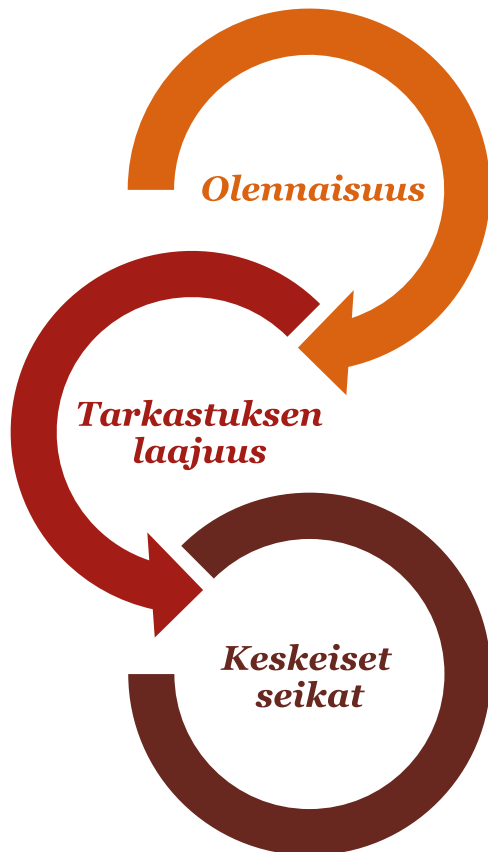 Olennaisuus
Tarkastuksen
laajuus
Keskeiset
seikat